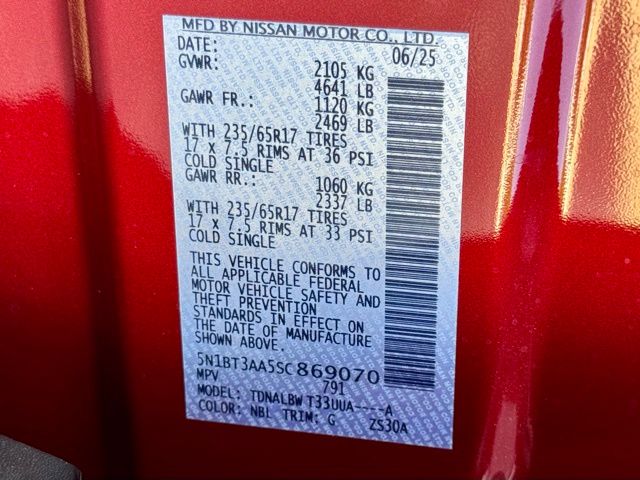 MFD BY NISSAN MOTOR CO., LTD.
DATE: 06/25
GVWR: 2105 KG
4641 LB
GAWR FR.: 1120 KG
2469 LB
WITH 235/65R17 TIRES
17 x 7.5 RIMS AT 36 PSI
COLD SINGLE
GAWR RR.: 1060 KG
2337 LB
WITH 235/65R17 TIRES
17 x 7.5 RIMS AT 33 PSI
COLD SINGLE
THIS VEHICLE CONFORMS TO
ALL APPLICABLE FEDERAL
MOTOR VEHICLE SAFETY AND
THEFT PREVENTION
STANDARDS IN EFFECT ON
THE DATE OF MANUFACTURE
SHOWN ABOVE.
5N1BT3AA5SC869070
MPV 791
MODEL: TDNALBW T33UUA----A
COLOR: NBL TRIM: G ZS30A